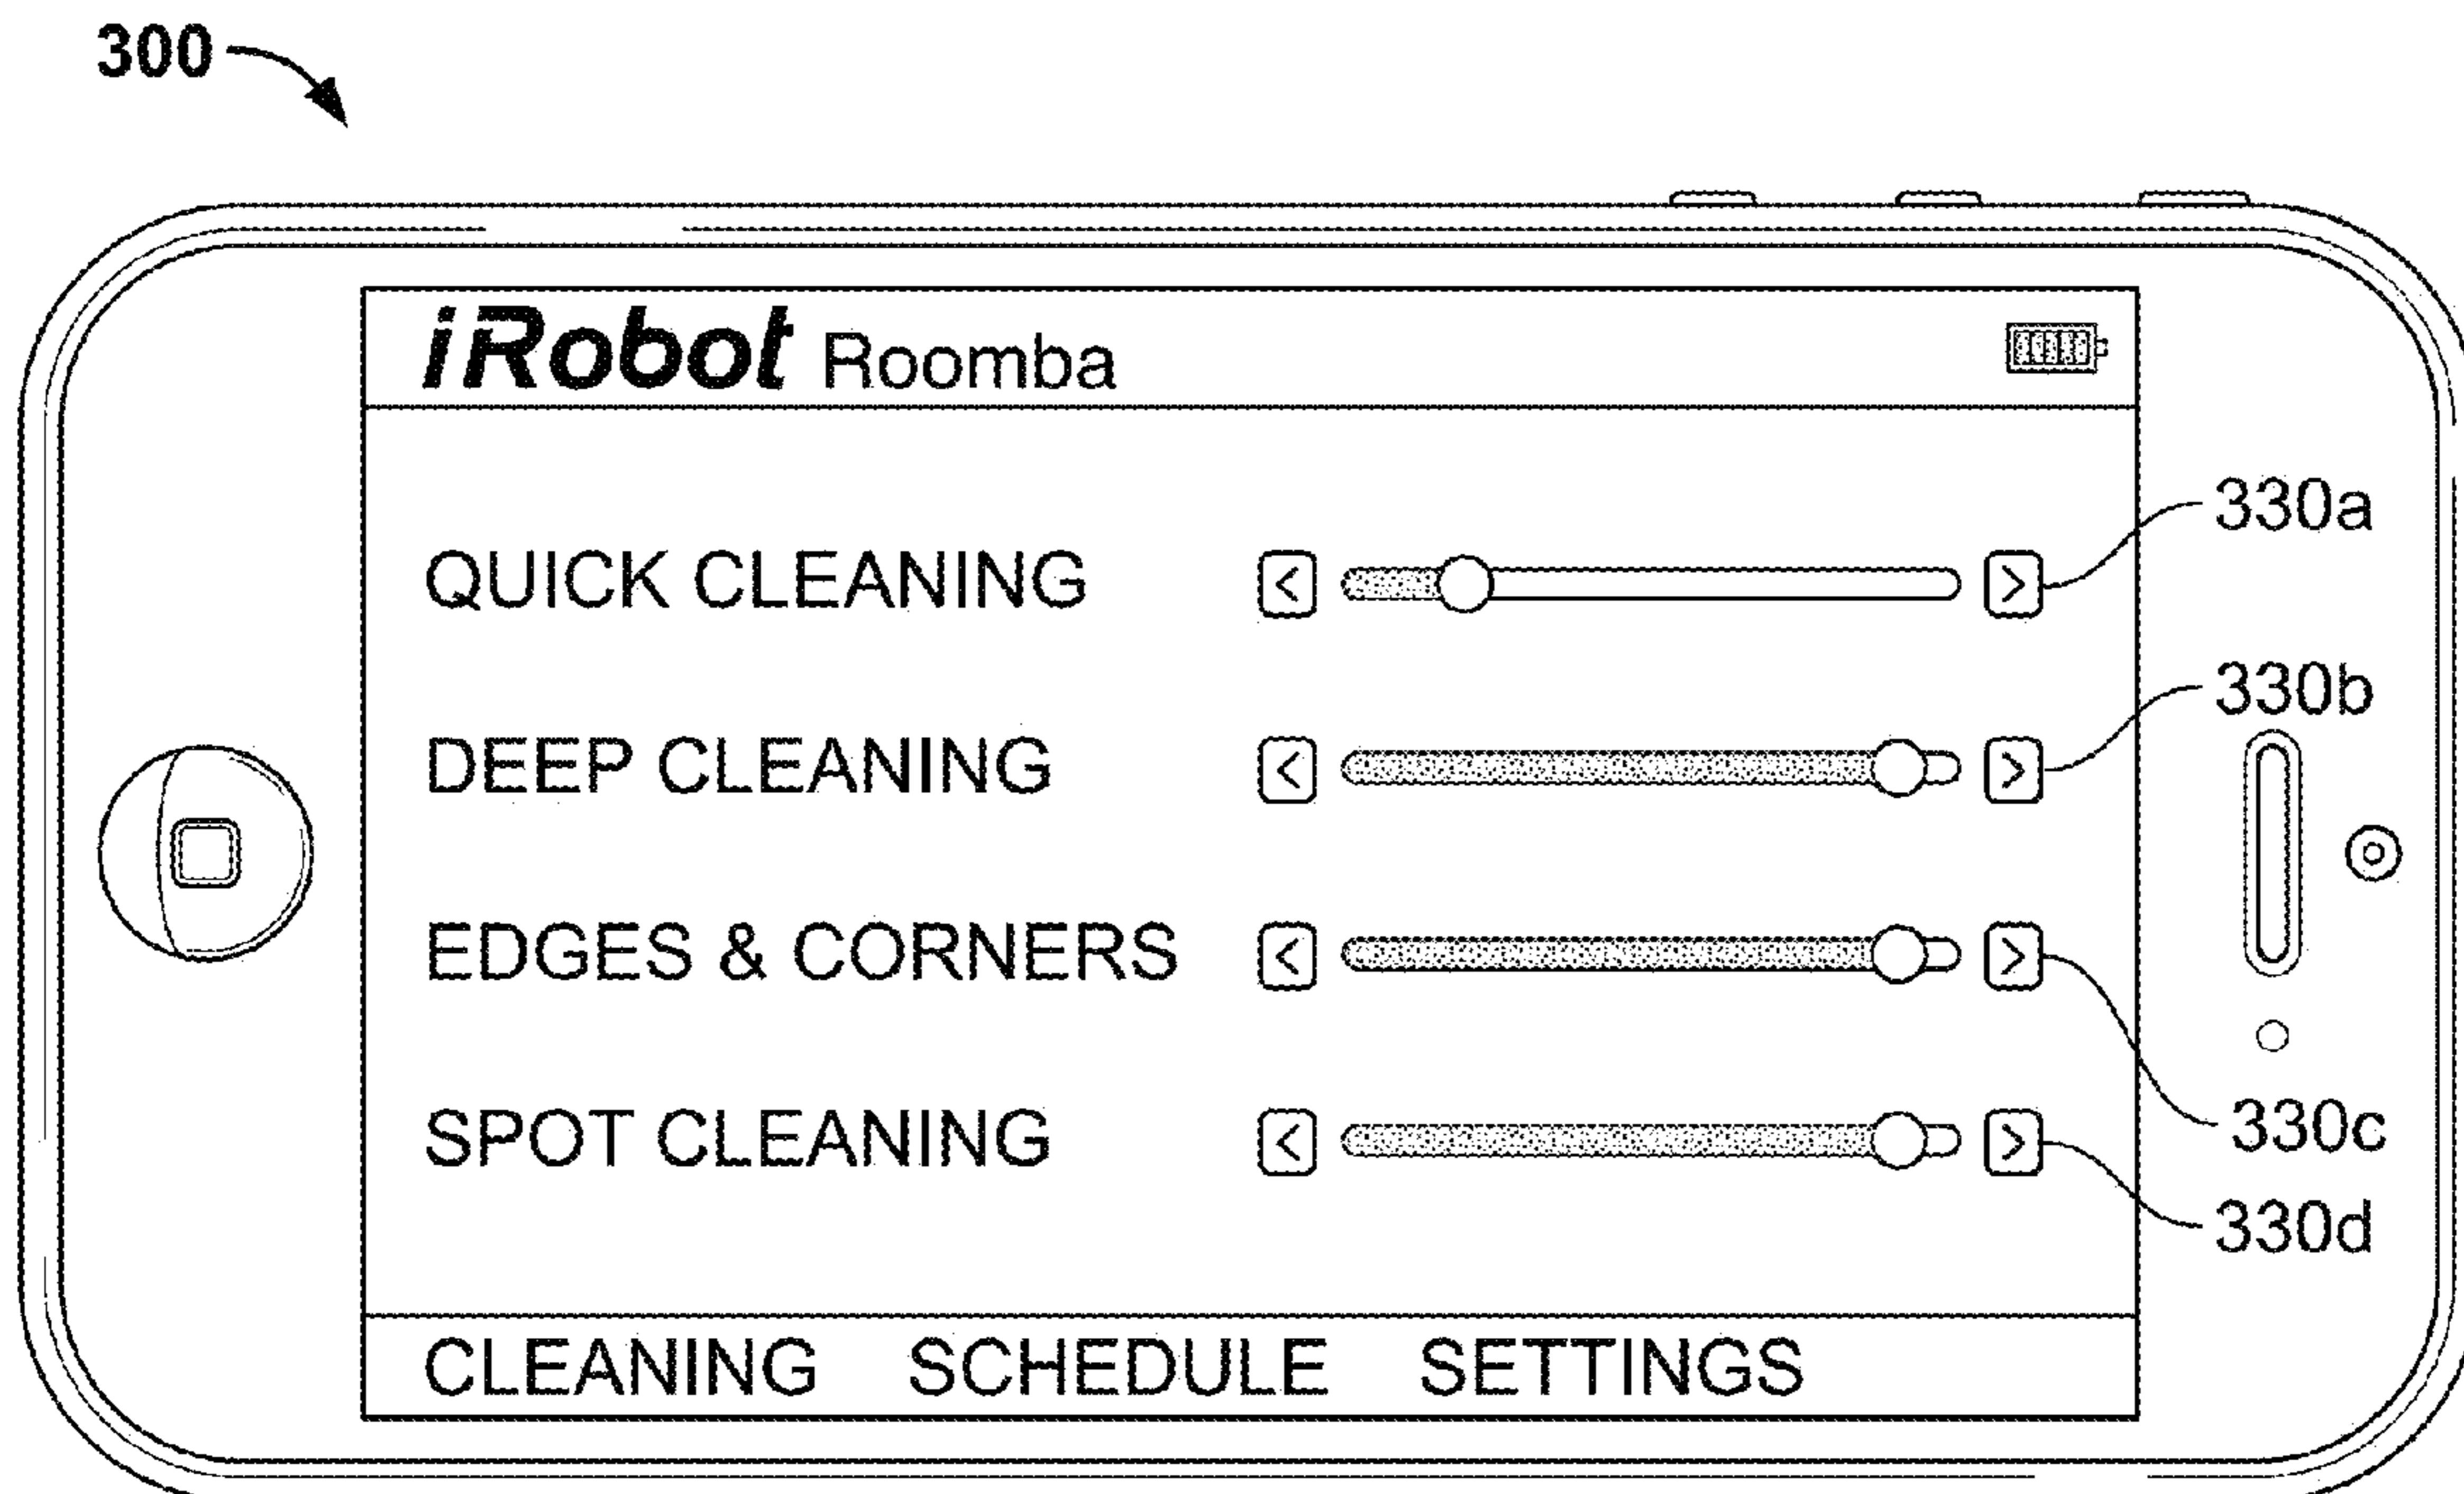 300
iRobot Roomba
330a
QUICK CLEANING < >
330b
DEEP CLEANING < >
EDGES & CORNERS < >
330c
SPOT CLEANING < >
330d
CLEANING SCHEDULE SETTINGS